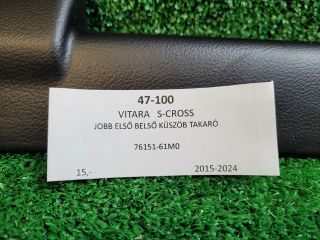 47-100
VITARA S-CROSS
JOBB ELSŐ BELSŐ KÜSZÖB TAKARÓ
76151-61M0
15,- 2015-2024